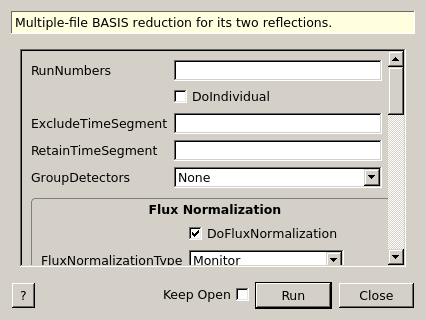 Multiple-file BASIS reduction for its two reflections.
RunNumbers
DoIndividual
ExcludeTimeSegment
RetainTimeSegment
GroupDetectors None
Flux Normalization
DoFluxNormalization
FluxNormalizationType Monitor
? Keep Open Run Close